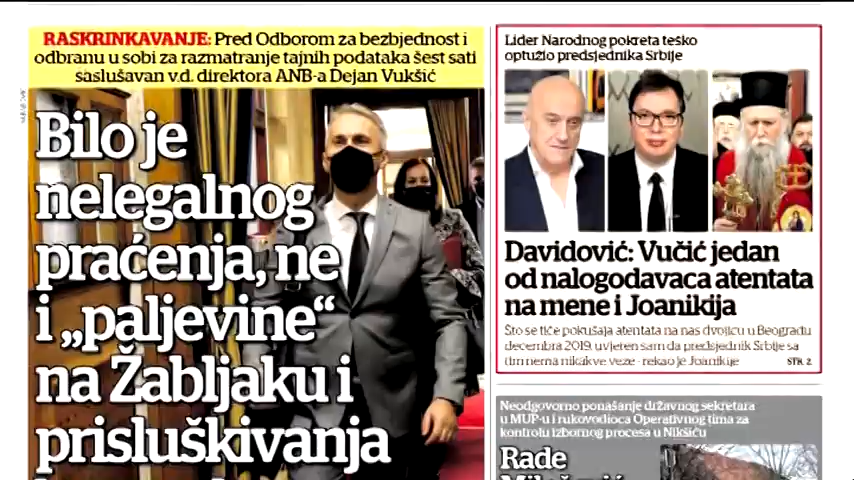 RASKRINKAVANJE: Pred Odborom za bezbjednost i
odbranu u sobi za razmatranje tajnih podataka šest sati
saslušavan v.d. direktora ANB-a Dejan Vukšić
Bilo je
nelegalnog
praćenja, ne
i „paljevine“
na Žabljaku i
prisluškivanja
Lider Narodnog pokreta teško
optužio predsjednika Srbije
Davidović: Vučić jedan
od nalogodavaca atentata
na mene i Joanikija
Što se tiče pokušaja atentata na nas dvojicu u Beogradu
decembra 2019, uvjeren sam da predsjednik Srbije sa
tim nema nikakve veze - rekao je Joanikije
STR. 2
Neodgovorno ponašanje državnog sekretara
u MUP-u i rukovodioca Operativnog tima za
kontrolu izbornog procesa u Nikšiću
Rade